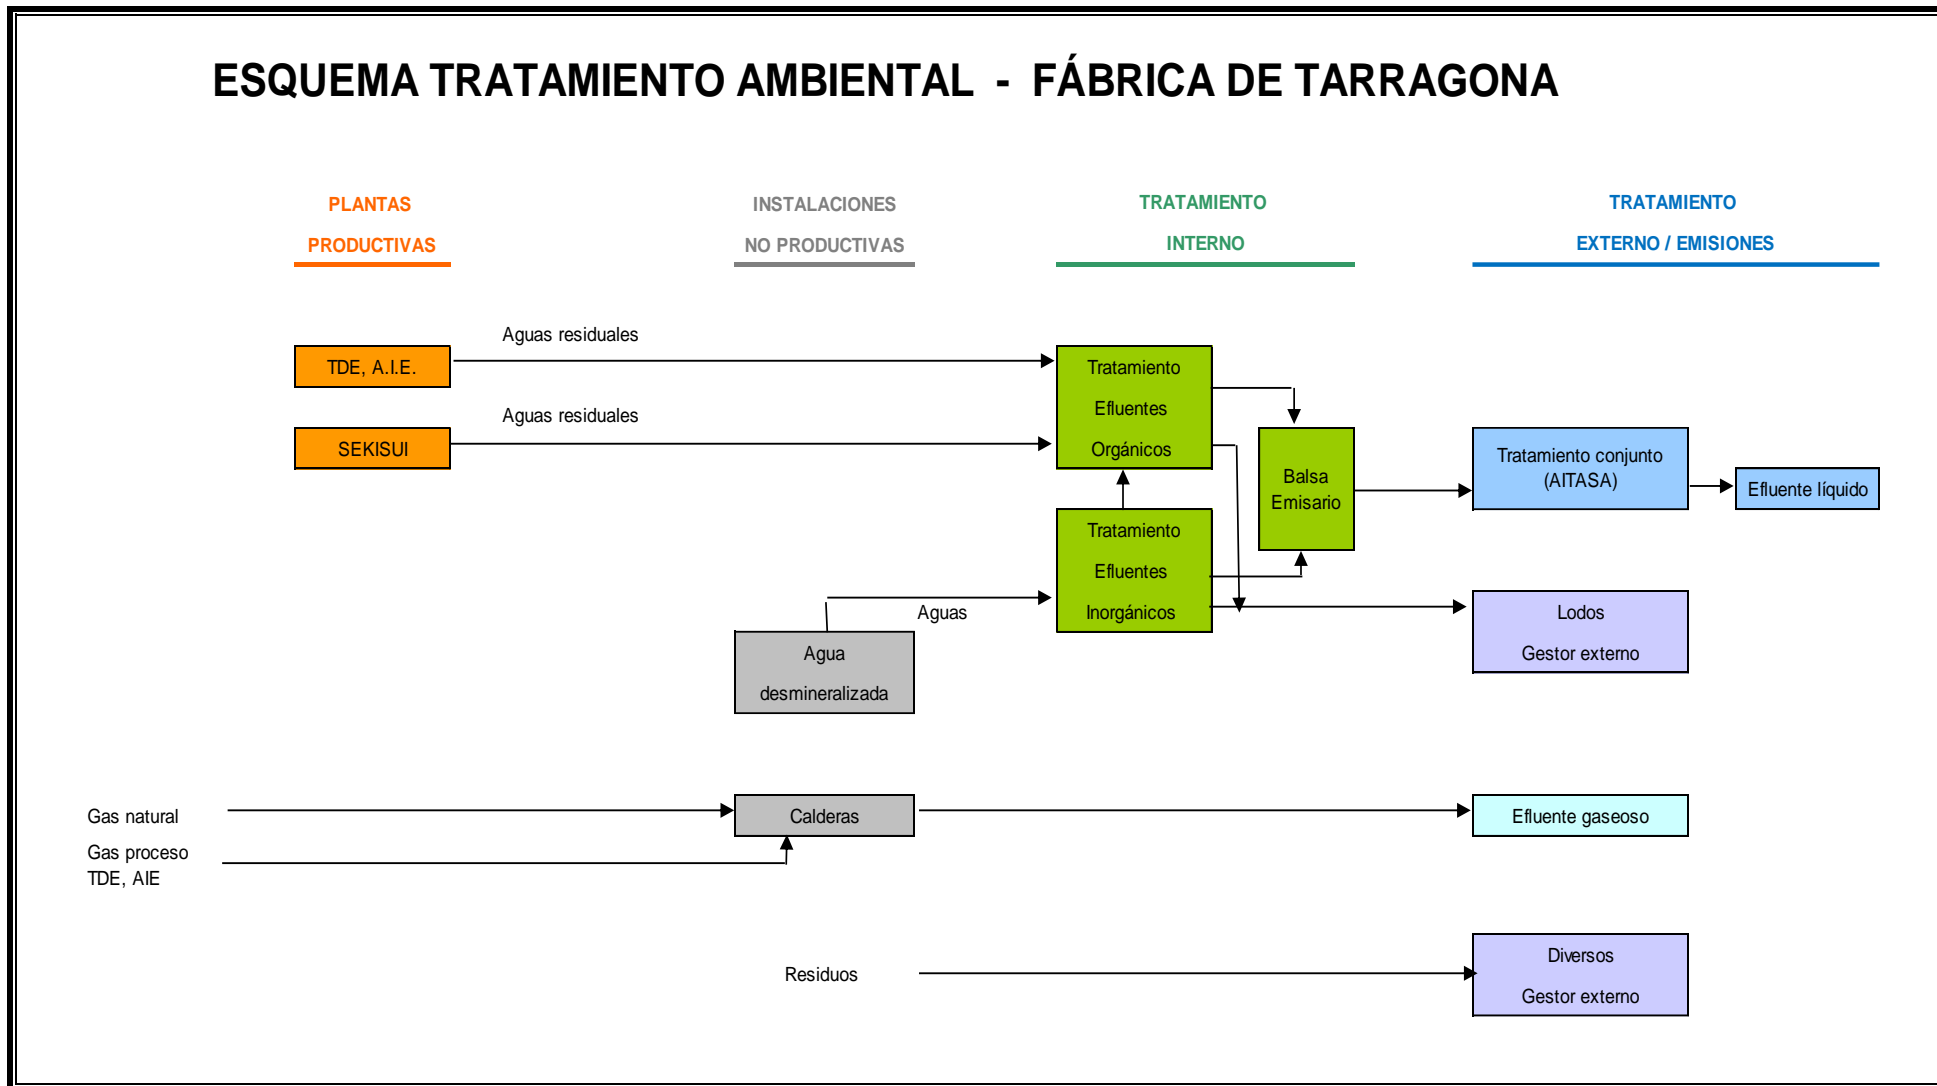 ESQUEMA TRATAMIENTO AMBIENTAL - FÁBRICA DE TARRAGONA
PLANTAS
PRODUCTIVAS
INSTALACIONES
NO PRODUCTIVAS
TRATAMIENTO
INTERNO
TRATAMIENTO
EXTERNO / EMISIONES
Aguas residuales
TDE, A.I.E.
Aguas residuales
SEKISUI
Tratamiento
Efluentes
Orgánicos
Balsa
Emisario
Tratamiento conjunto
(AITASA)
Efluente líquido
Tratamiento
Efluentes
Inorgánicos
Aguas
Agua
desmineralizada
Lodos
Gestor externo
Gas natural
Calderas
Efluente gaseoso
Gas proceso
TDE, AIE
Residuos
Diversos
Gestor externo